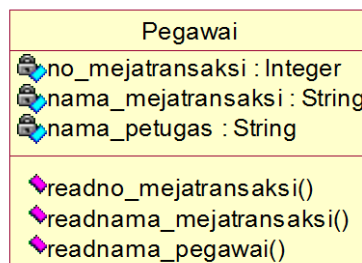 Pegawai
no_mejatransaksi : Integer
nama_mejatransaksi : String
nama_petugas : String
readno_mejatransaksi()
readnama_mejatransaksi()
readnama_pegawai()